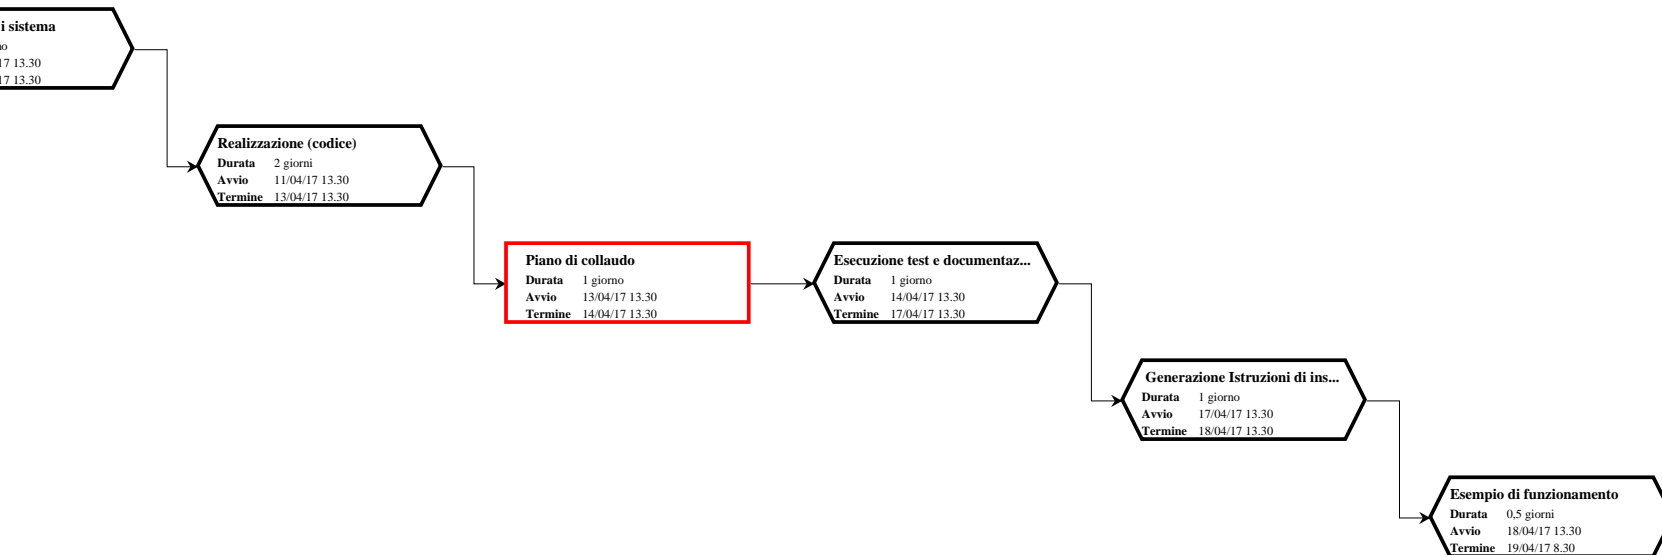 i sistema
17 13.30
17 13.30
Realizzazione (codice)
Durata 2 giorni
Avvio 11/04/17 13.30
Termine 13/04/17 13.30
Piano di collaudo
Durata 1 giorno
Avvio 13/04/17 13.30
Termine 14/04/17 13.30
Esecuzione test e documentaz...
Durata 1 giorno
Avvio 14/04/17 13.30
Termine 17/04/17 13.30
Generazione Istruzioni di ins...
Durata 1 giorno
Avvio 17/04/17 13.30
Termine 18/04/17 13.30
Esempio di funzionamento
Durata 0,5 giorni
Avvio 18/04/17 13.30
Termine 19/04/17 8.30